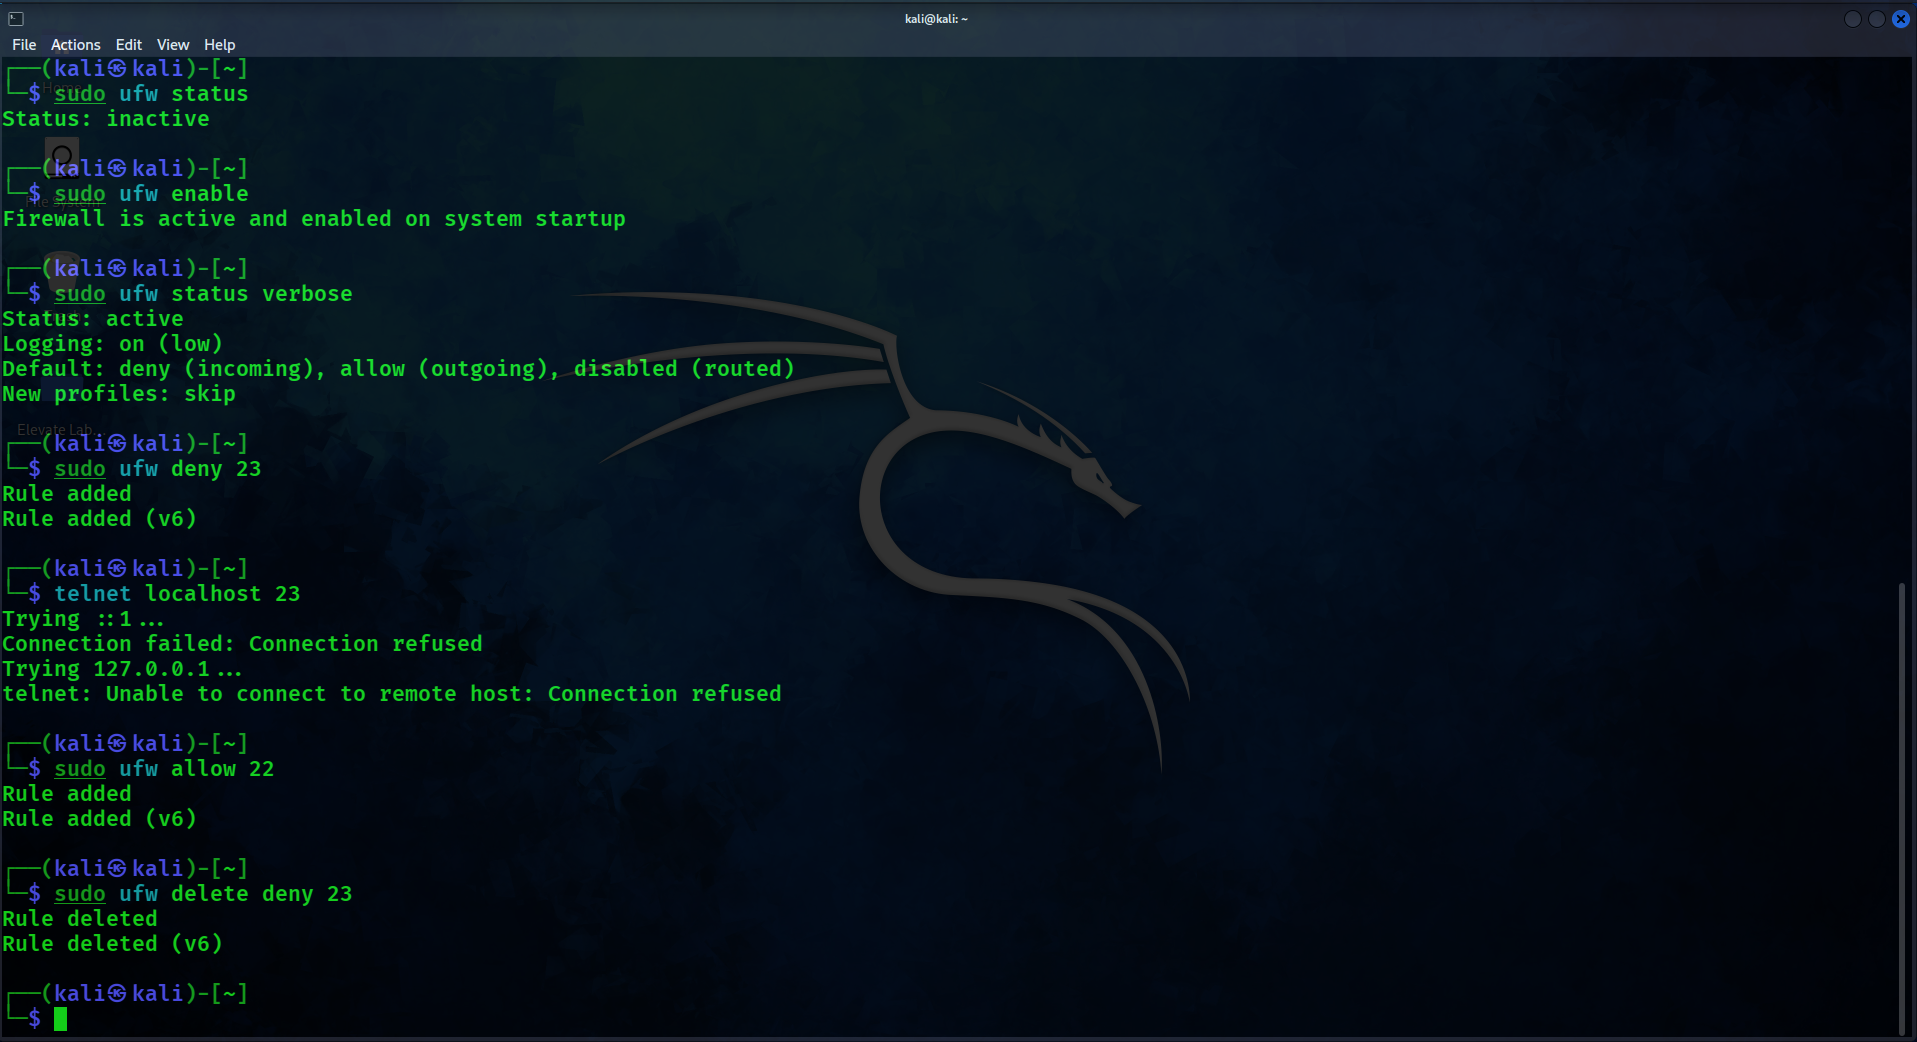 kali@kali: ~
File Actions Edit View Help
┌──(kali㉿kali)-[~]
└─$ sudo ufw status
Status: inactive
┌──(kali㉿kali)-[~]
└─$ sudo ufw enable
Firewall is active and enabled on system startup
┌──(kali㉿kali)-[~]
└─$ sudo ufw status verbose
Status: active
Logging: on (low)
Default: deny (incoming), allow (outgoing), disabled (routed)
New profiles: skip
Elevate Lab...
┌──(kali㉿kali)-[~]
└─$ sudo ufw deny 23
Rule added
Rule added (v6)
┌──(kali㉿kali)-[~]
└─$ telnet localhost 23
Trying ::1...
Connection failed: Connection refused
Trying 127.0.0.1...
telnet: Unable to connect to remote host: Connection refused
┌──(kali㉿kali)-[~]
└─$ sudo ufw allow 22
Rule added
Rule added (v6)
┌──(kali㉿kali)-[~]
└─$ sudo ufw delete deny 23
Rule deleted
Rule deleted (v6)
┌──(kali㉿kali)-[~]
└─$